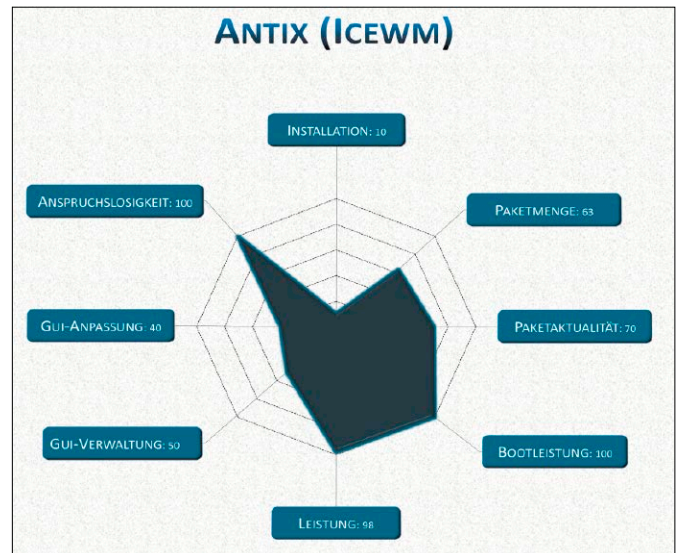 ANTIX (ICEWM)
INSTALLATION: 10
ANSPRUCHSLOSIGKEIT: 100
PAKETMENGE: 63
GUI-ANPASSUNG: 40
PAKETAKTUALITÄT: 70
GUI-VERWALTUNG: 50
BOOTLEISTUNG: 100
LEISTUNG: 98